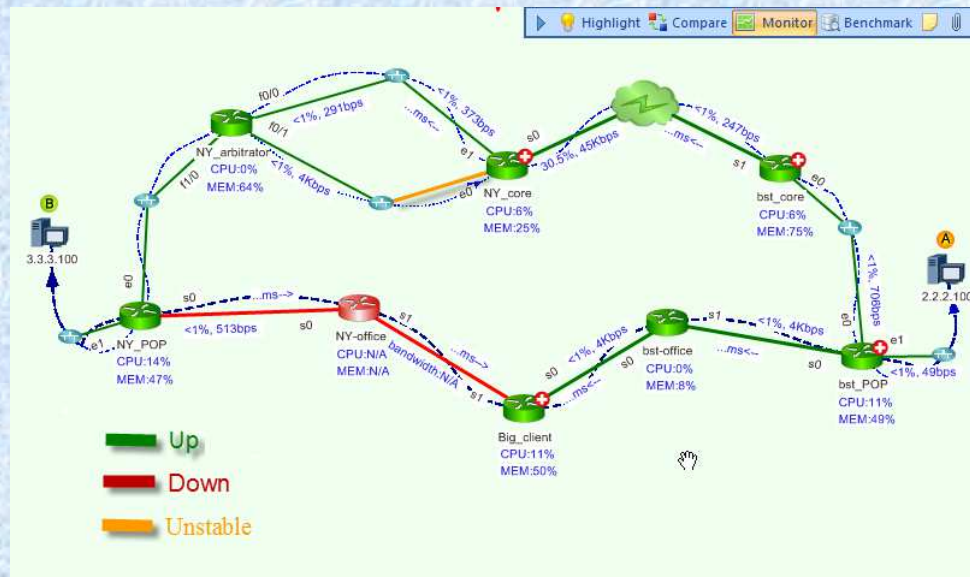 Highlight Compare Monitor Benchmark
f0/0
<1%, 291bps
...ms<--
<1%, 373bps
e1
NY_arbitrator
CPU:0%
MEM:64%
f0/1
f1/0
<1%, 4Kbps
e0
NY_core
CPU:6%
MEM:25%
s0
30.5%, 45Kbps
<1%, 247bps
...ms<--
s1
bst_core
CPU:6%
MEM:75%
e0
B
3.3.3.100
A
2.2.2.100
<1%, 706bps
e0
e0
s0
...ms-->
e1
NY_POP
CPU:14%
MEM:47%
<1%, 513bps
s0
NY-office
CPU:N/A
MEM:N/A
s1
bandwidth:N/A
...ms-->
s1
Big_client
CPU:11%
MEM:50%
s0
<1%, 4Kbps
...ms<--
s0
bst-office
CPU:0%
MEM:8%
s1
<1%, 4Kbps
...ms<--
s0
bst_POP
CPU:11%
MEM:49%
e1
<1%, 49bps
Up
Down
Unstable